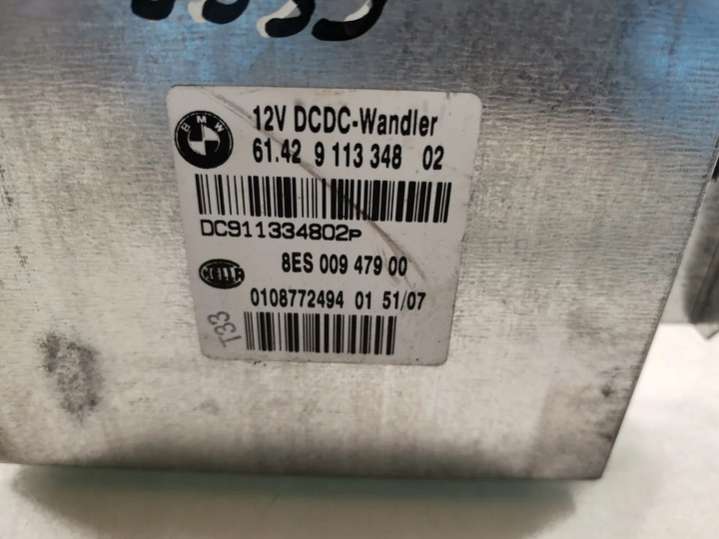 BMW
12V DCDC-Wandler
61.42 9 113 348 02
DC911334802P
8ES 009 479 00
HELLA
0108772494 01 51/07
T33